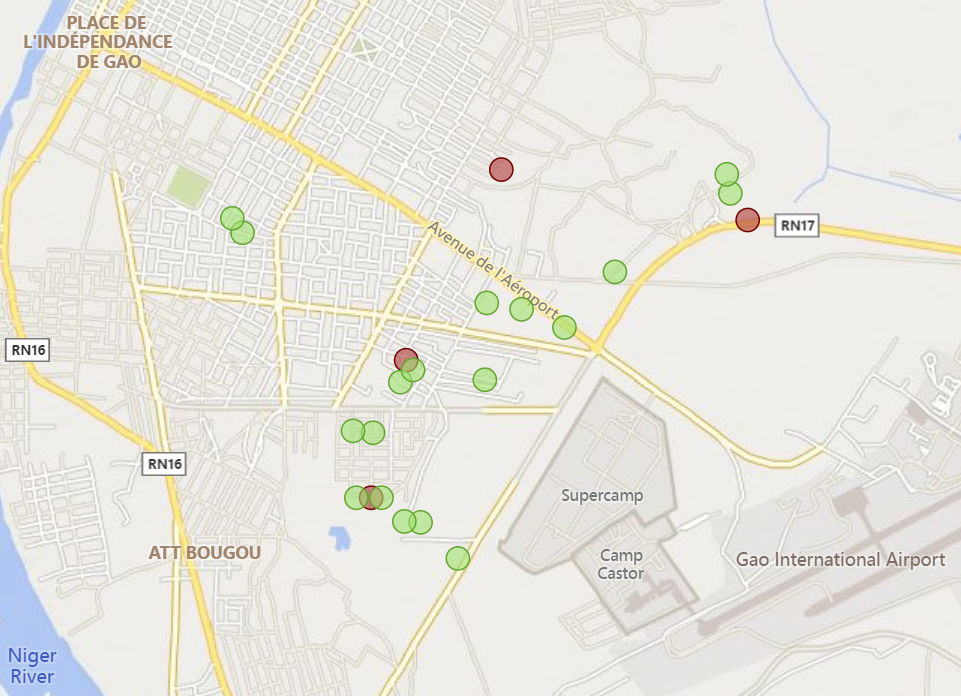 PLACE DE
L'INDÉPENDANCE
DE GAO
RN17
Avenue de l'Aéroport
RN16
RN16
Supercamp
ATT BOUGOU
Camp
Castor
Gao International Airport
Niger
River